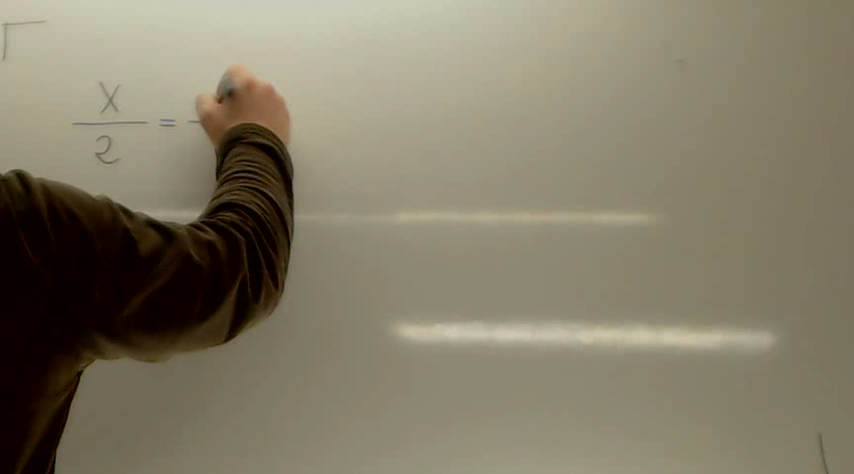 x/2 =